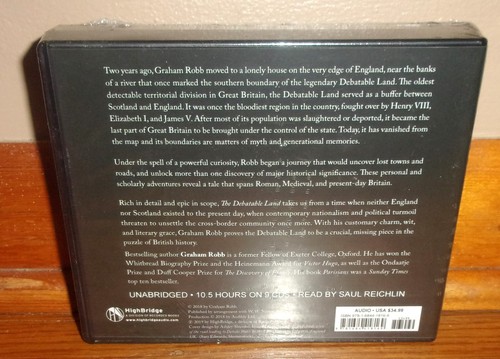 Two years ago, Graham Robb moved to a lonely house on the very edge of England, near the banks
of a river that once marked the southern boundary of the legendary Debatable Land. The oldest
detectable territorial division in Great Britain, the Debatable Land served as a buffer between
Scotland and England. It was once the bloodiest region in the country, fought over by Henry VIII,
Elizabeth I, and James V. After most of its population was slaughtered or deported, it became the
last part of Great Britain to be brought under the control of the state. Today, it has vanished from
the map and its boundaries are matters of myth and generational memories.
Under the spell of a powerful curiosity, Robb began a journey that would uncover lost towns and
roads, and unlock more than one discovery of major historical significance. These personal and
scholarly adventures reveal a tale that spans Roman, Medieval, and present-day Britain.
Rich in detail and epic in scope, The Debatable Land takes us from a time when neither England
nor Scotland existed to the present day, when contemporary nationalism and political turmoil
threaten to unsettle the cross-border community once more. With his customary charm, wit,
and literary grace, Graham Robb proves the Debatable Land to be a crucial, missing piece in the
puzzle of British history.
Bestselling author Graham Robb is a former Fellow of Exeter College, Oxford. He has won the
Whitbread Biography Prize and the Heinemann Award for Victor Hugo, as well as the Ondaatje
Prize and Duff Cooper Prize for The Discovery of France. His book Parisians was a Sunday Times
top ten bestseller.
UNABRIDGED • 10.5 HOURS ON 9 CDs • READ BY SAUL REICHLIN
HighBridge
A DIVISION OF RECORDED BOOKS
www.highbridgeaudio.com
© 2018 by Graham Robb.
AUDIO • USA $34.99